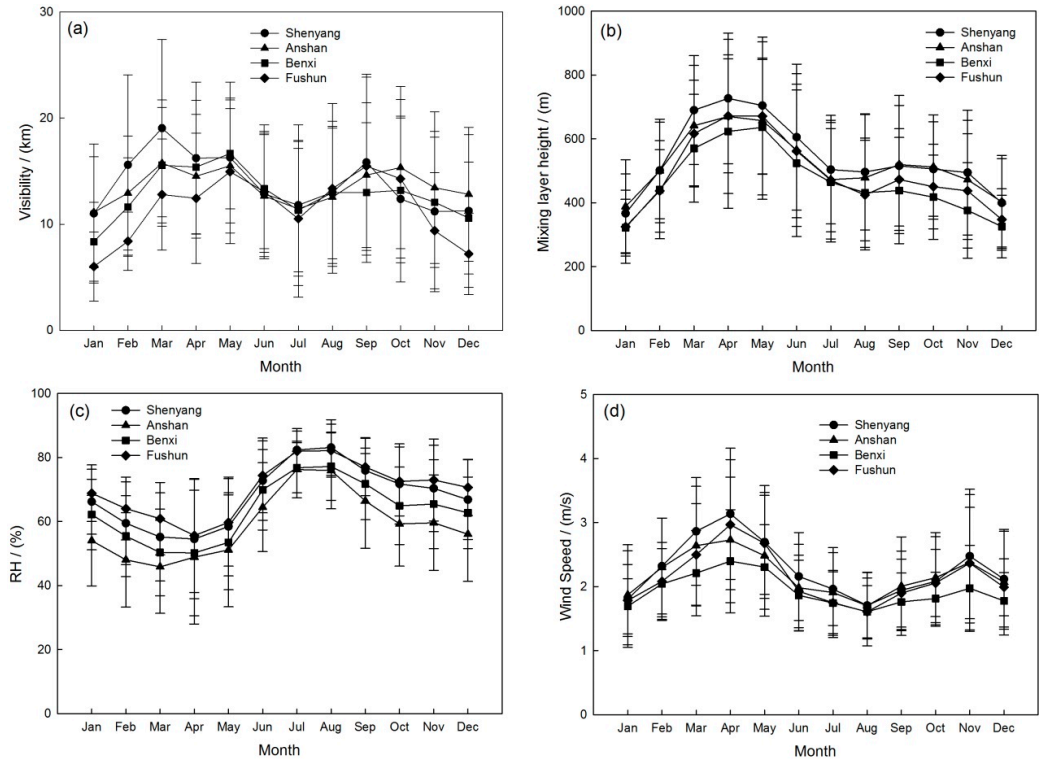 (a)
Shenyang
Anshan
Benxi
Fushun
Visibility / (km)
30
20
10
0
Jan Feb Mar Apr May Jun Jul Aug Sep Oct Nov Dec
Month
(b)
Shenyang
Anshan
Benxi
Fushun
Mixing layer height / (m)
1000
800
600
400
200
0
Jan Feb Mar Apr May Jun Jul Aug Sep Oct Nov Dec
Month
(c)
Shenyang
Anshan
Benxi
Fushun
RH / (%)
100
80
60
40
20
0
Jan Feb Mar Apr May Jun Jul Aug Sep Oct Nov Dec
Month
(d)
Shenyang
Anshan
Benxi
Fushun
Wind Speed / (m/s)
5
4
3
2
1
0
Jan Feb Mar Apr May Jun Jul Aug Sep Oct Nov Dec
Month